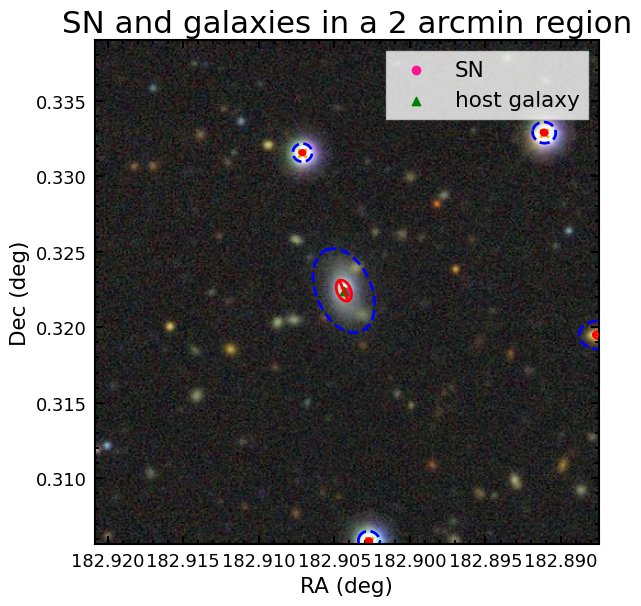 SN and galaxies in a 2 arcmin region
SN
host galaxy
0.335
0.330
0.325
0.320
0.315
0.310
Dec (deg)
182.920 182.915 182.910 182.905 182.900 182.895 182.890
RA (deg)